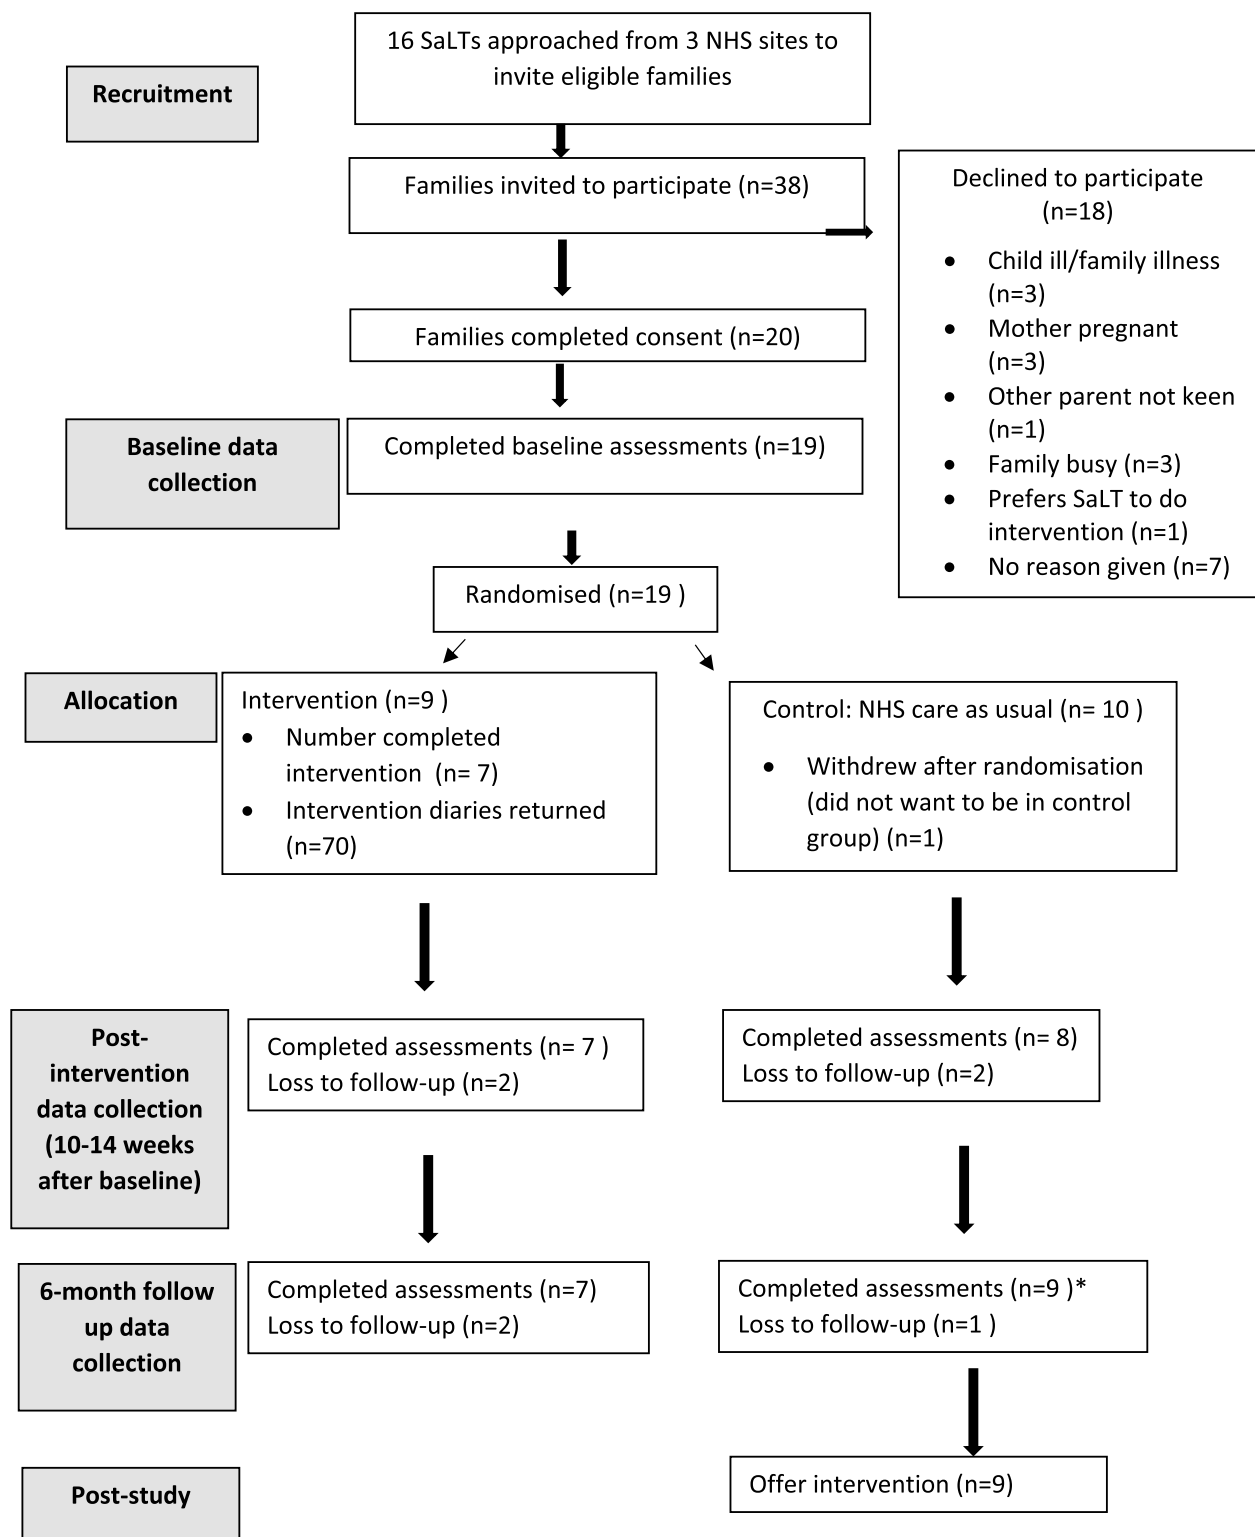 16 SaLTs approached from 3 NHS sites to
invite eligible families
Recruitment
Families invited to participate (n=38)
Declined to participate
(n=18)
• Child ill/family illness
(n=3)
• Mother pregnant
(n=3)
• Other parent not keen
(n=1)
• Family busy (n=3)
• Prefers SaLT to do
intervention (n=1)
• No reason given (n=7)
Families completed consent (n=20)
Baseline data
collection
Completed baseline assessments (n=19)
Randomised (n=19 )
Allocation
Intervention (n=9 )
• Number completed
intervention (n= 7)
• Intervention diaries returned
(n=70)
Control: NHS care as usual (n= 10 )
• Withdrew after randomisation
(did not want to be in control
group) (n=1)
Post-
intervention
data collection
(10-14 weeks
after baseline)
Completed assessments (n= 7 )
Loss to follow-up (n=2)
Completed assessments (n= 8)
Loss to follow-up (n=2)
6-month follow
up data
collection
Completed assessments (n=7)
Loss to follow-up (n=2)
Completed assessments (n=9 )*
Loss to follow-up (n=1 )
Post-study
Offer intervention (n=9)